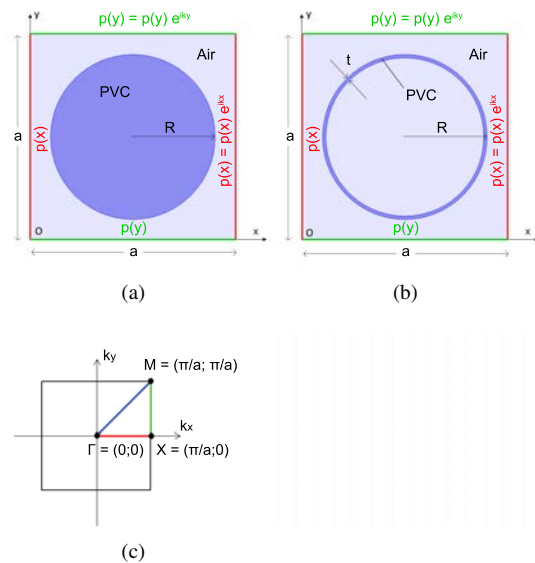 y
p(y) = p(y) e^iky
Air
PVC
R
a
p(x)
p(x) = p(x) e^ikx
p(y)
O
x
a
(a)
y
p(y) = p(y) e^iky
Air
t
PVC
R
a
p(x)
p(x) = p(x) e^ikx
p(y)
O
x
a
(b)
ky
M = (π/a; π/a)
kx
Γ = (0;0)
X = (π/a;0)
(c)